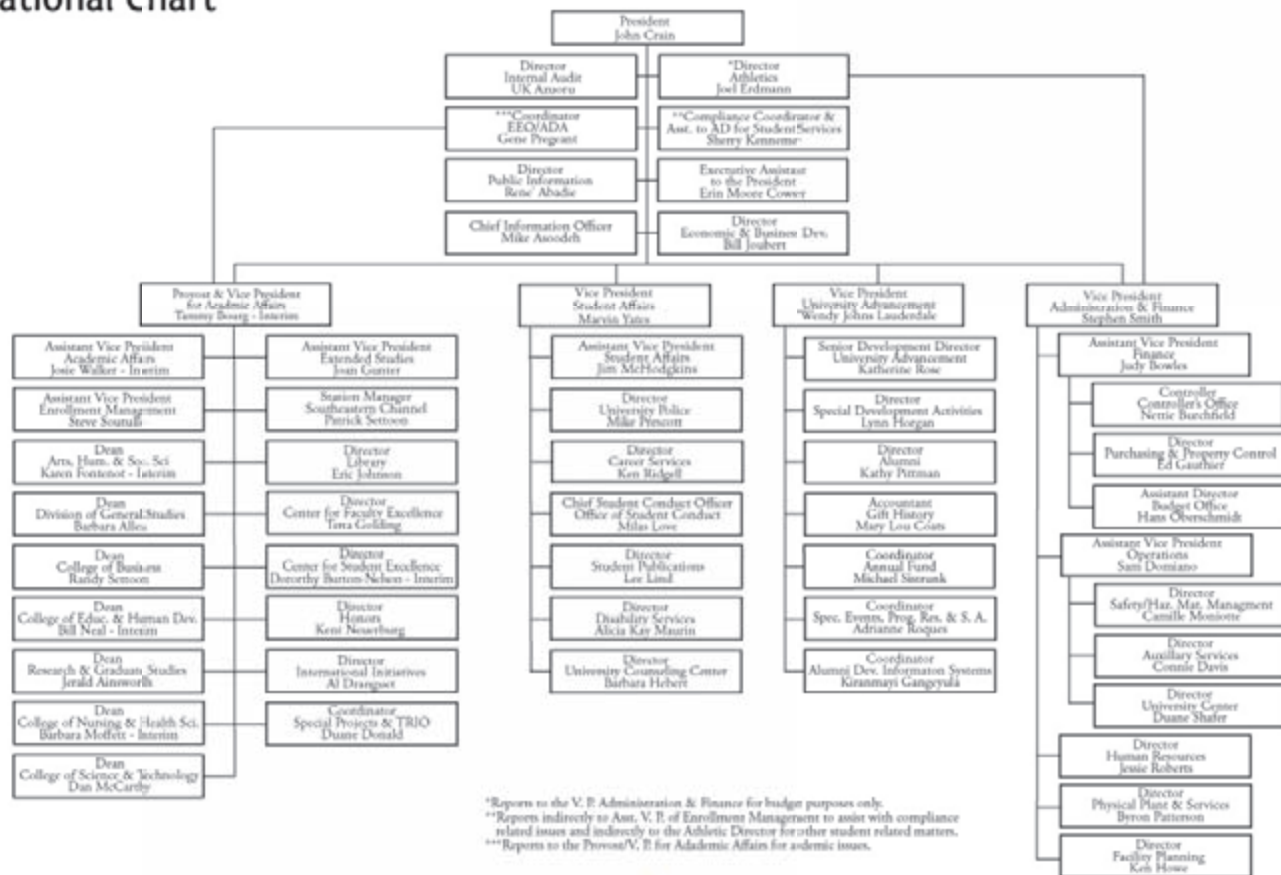 ational Chart
President
John Crain
Director
Internal Audit
UK Anuoru
*Director
Athletics
Joel Erdmann
***Coordinator
EEO/ADA
Gene Pregeant
**Compliance Coordinator &
Asst. to AD for Student Services
Sherry
Director
Public Information
Rene' Abadie
Executive Assistant
to the President
Erin Moore Cowser
Chief Information Officer
Mike Asoodeh
Director
Economic & Business Dev.
Bill Joubert
Provost & Vice President
for Academic Affairs
Tammy Bourg - Interim
Vice President
Student Affairs
Marvin Yates
Vice President
University Advancement
*Wendy Johns Lauderdale
Vice President
Administration & Finance
Stephen Smith
Assistant Vice President
Academic Affairs
Josie Walker - Interim
Assistant Vice President
Extended Studies
Joan Gunter
Assistant Vice President
Enrollment Management
Steve Soutullo
Station Manager
Southeastern Channel
Patrick Settoon
Dean
Arts, Hum. & Soc. Sci
Karen Fontenot - Interim
Director
Library
Eric Johnson
Dean
Division of General Studies
Barbara Allen
Director
Center for Faculty Excellence
Tena Golding
Dean
College of Business
Randy Settoon
Director
Center for Student Excellence
Dorothy Burton-Nelson - Interim
Dean
College of Educ. & Human Dev.
Bill Neal - Interim
Director
Honors
Kent Neuerburg
Dean
Research & Graduate Studies
Jerald Ainsworth
Director
International Initiatives
Al Dranguet
Dean
College of Nursing & Health Sci.
Barbara Moffett - Interim
Coordinator
Special Projects & TRIO
Duane Donald
Dean
College of Science & Technology
Dan McCarthy
Assistant Vice President
Student Affairs
Jim McHodgkins
Director
University Police
Mike Prescott
Director
Career Services
Ken Ridgell
Chief Student Conduct Officer
Office of Student Conduct
Milas Love
Director
Student Publications
Lee Lind
Director
Disability Services
Alicia Kay Maurin
Director
University Counseling Center
Barbara Hebert
Senior Development Director
University Advancement
Katherine Rose
Director
Special Development Activities
Lynn Horgan
Director
Alumni
Kathy Pittman
Accountant
Gift History
Mary Lou Coats
Coordinator
Annual Fund
Michael Sistrunk
Coordinator
Spec. Events, Prog. Res. & S. A.
Adrianne Roques
Coordinator
Alumni Dev. Informaton Systems
Kiranmayi Gangeyula
Assistant Vice President
Finance
Judy Bowles
Controller
Controller's Office
Nettie Burchfield
Director
Purchasing & Property Control
Ed Gauthier
Assistant Director
Budget Office
Hans Oberschmidt
Assistant Vice President
Operations
Sam Domiano
Director
Safety/Haz. Mat. Managment
Camille Moniotte
Director
Auxillary Services
Connie Davis
Director
University Center
Duane Shafer
Director
Human Resources
Jessie Roberts
Director
Physical Plant & Services
Byron Patterson
Director
Facility Planning
Ken Howe
*Reports to the V. P. Administration & Finance for budget purposes only.
**Reports indirectly to Asst. V. P. of Enrollment Management to assist with compliance
related issues and indirectly to the Athletic Director for other student related matters.
***Reports to the Provost/V. P. for Adademic Affairs for ademic issues.